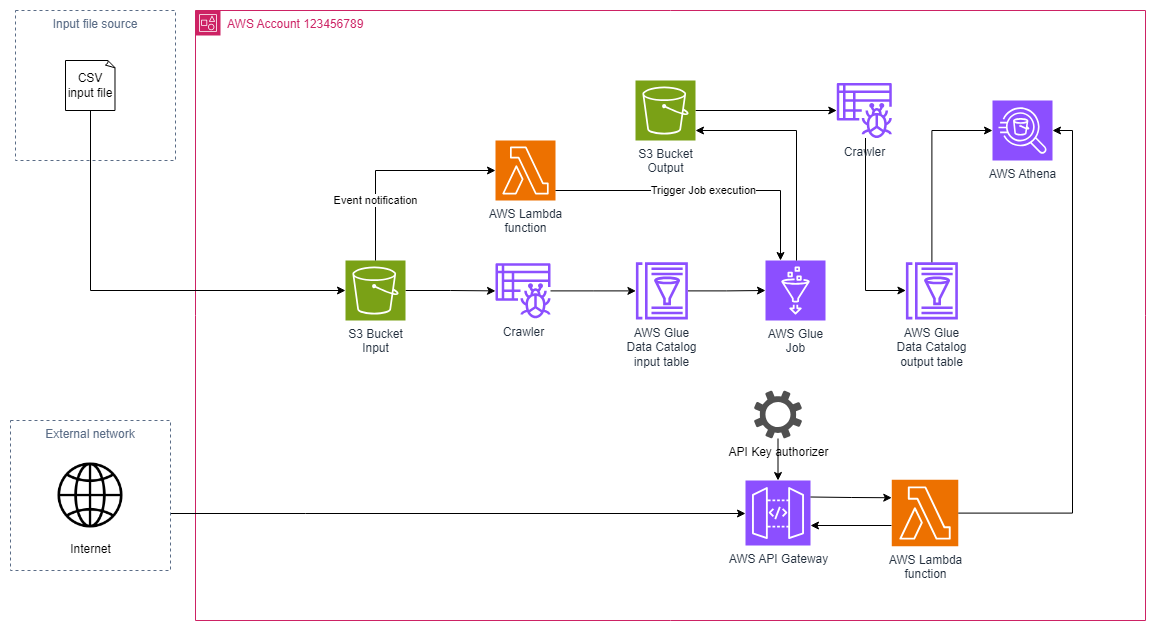 Input file source
AWS Account 123456789
CSV
input file
S3 Bucket
Output
Crawler
AWS Athena
Event notification
Trigger Job execution
AWS Lambda
function
S3 Bucket
Input
Crawler
AWS Glue
Data Catalog
input table
AWS Glue
Job
AWS Glue
Data Catalog
output table
External network
Internet
API Key authorizer
</>
AWS API Gateway
AWS Lambda
function